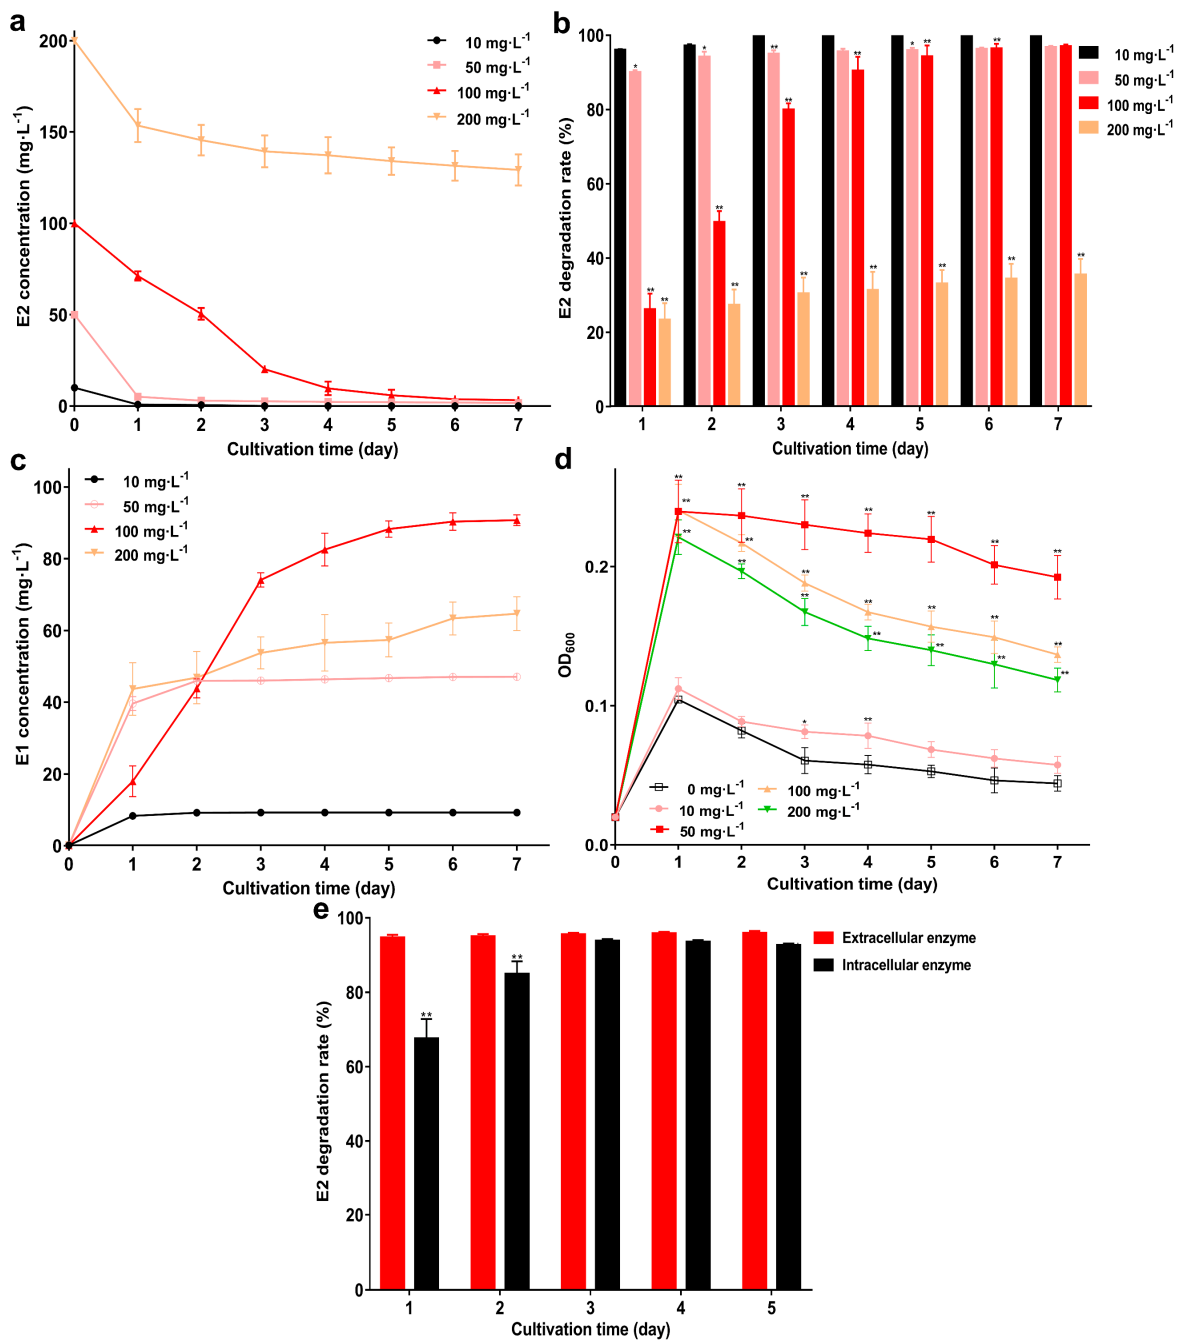 a
E2 concentration (mg·L-1)
200
150
100
50
0
0 1 2 3 4 5 6 7
Cultivation time (day)
10 mg·L-1
50 mg·L-1
100 mg·L-1
200 mg·L-1
b
E2 degradation rate (%)
100
80
60
40
20
0
* ** **
* **
** ** **
** **
* ** **
** **
**
1 2 3 4 5 6 7
Cultivation time (day)
10 mg·L-1
50 mg·L-1
100 mg·L-1
200 mg·L-1
c
E1 concentration (mg·L-1)
100
80
60
40
20
0
0 1 2 3 4 5 6 7
Cultivation time (day)
10 mg·L-1
50 mg·L-1
100 mg·L-1
200 mg·L-1
d
OD600
0.2
0.1
0.0
** ** ** ** ** ** **
** ** ** ** ** ** **
** ** ** ** ** ** **
* **
0 1 2 3 4 5 6 7
Cultivation time (day)
0 mg·L-1
10 mg·L-1
50 mg·L-1
100 mg·L-1
200 mg·L-1
e
E2 degradation rate (%)
100
80
60
40
20
0
** **
1 2 3 4 5
Cultivation time (day)
Extracellular enzyme
Intracellular enzyme